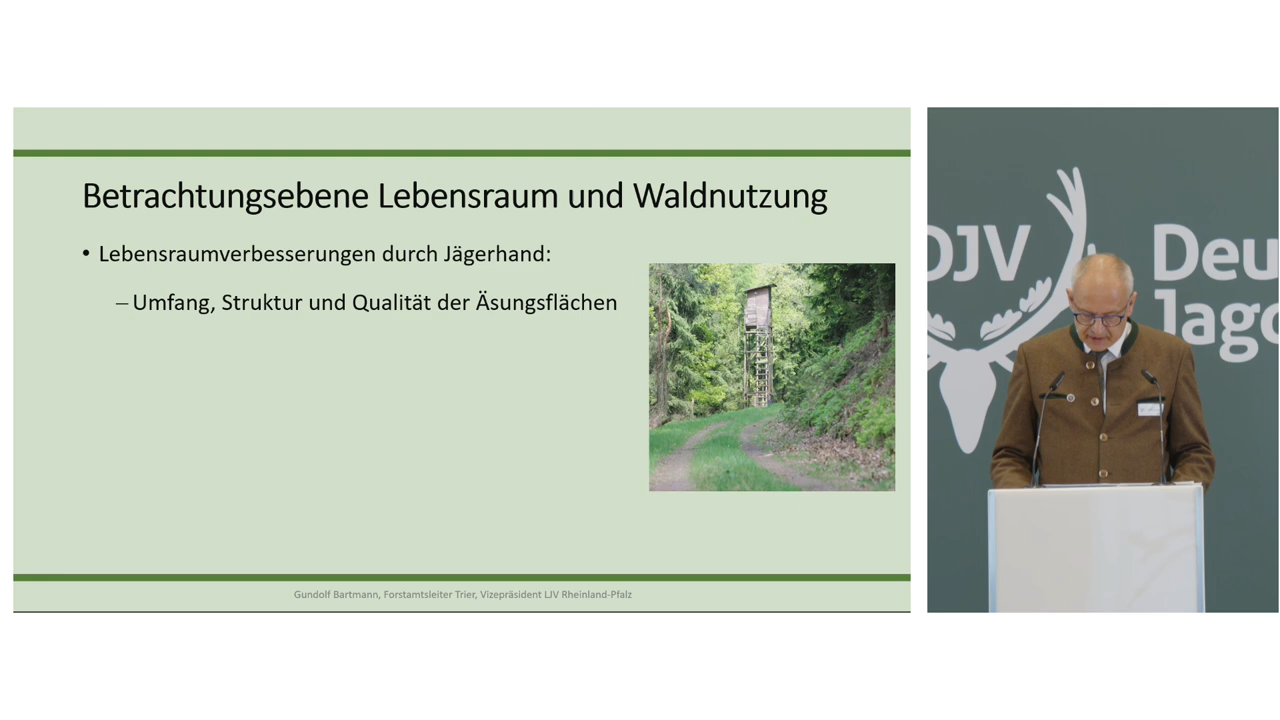 Betrachtungsebene Lebensraum und Waldnutzung
• Lebensraumverbesserungen durch Jägerhand:
– Umfang, Struktur und Qualität der Äsungsflächen
Gundolf Bartmann, Forstamtsleiter Trier, Vizepräsident LJV Rheinland-Pfalz
DJV
Deu
Jagd